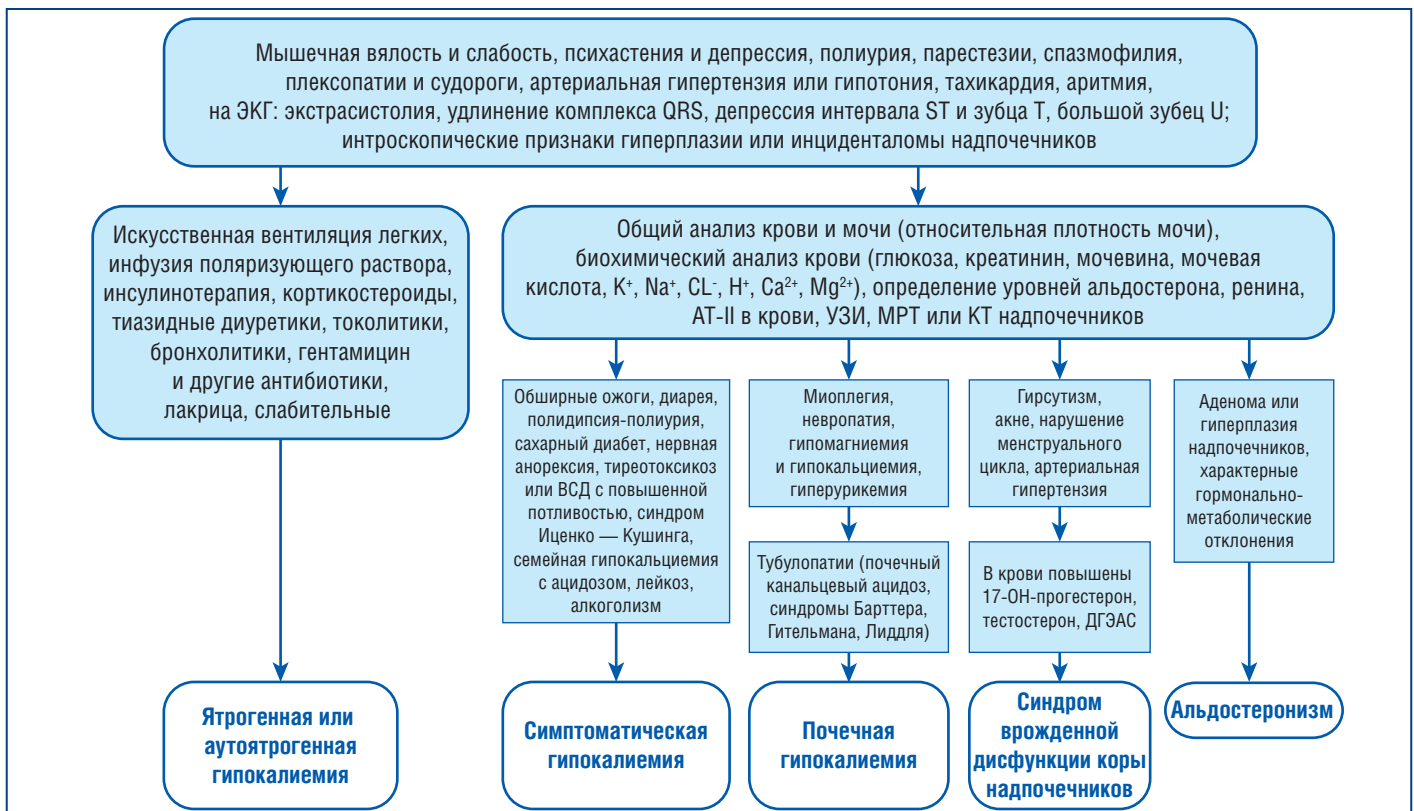 Мышечная вялость и слабость, психастения и депрессия, полиурия, парестезии, спазмофилия,
плексопатии и судороги, артериальная гипертензия или гипотония, тахикардия, аритмия,
на ЭКГ: экстрасистолия, удлинение комплекса QRS, депрессия интервала ST и зубца T, большой зубец U;
интроскопические признаки гиперплазии или инциденталомы надпочечников
Искусственная вентиляция легких,
инфузия поляризующего раствора,
инсулинотерапия, кортикостероиды,
тиазидные диуретики, токолитики,
бронхолитики, гентамицин
и другие антибиотики,
лакрица, слабительные
Общий анализ крови и мочи (относительная плотность мочи),
биохимический анализ крови (глюкоза, креатинин, мочевина, мочевая
кислота, K⁺, Na⁺, CL⁻, H⁺, Ca²⁺, Mg²⁺), определение уровней альдостерона, ренина,
АТ-II в крови, УЗИ, МРТ или КТ надпочечников
Обширные ожоги, диарея,
полидипсия-полиурия,
сахарный диабет, нервная
анорексия, тиреотоксикоз
или ВСД с повышенной
потливостью, синдром
Иценко — Кушинга,
семейная гипокальциемия
с ацидозом, лейкоз,
алкоголизм
Миоплегия,
невропатия,
гипомагниемия
и гипокальциемия,
гиперурикемия
Гирсутизм,
акне, нарушение
менструального
цикла, артериальная
гипертензия
Аденома или
гиперплазия
надпочечников,
характерные
гормонально-
метаболические
отклонения
Тубулопатии (почечный
канальцевый ацидоз,
синдромы Барттера,
Гительмана, Лиддля)
В крови повышены
17-ОН-прогестерон,
тестостерон, ДГЭАС
Ятрогенная или
аутоятрогенная
гипокалиемия
Симптоматическая
гипокалиемия
Почечная
гипокалиемия
Синдром
врожденной
дисфункции коры
надпочечников
Альдостеронизм